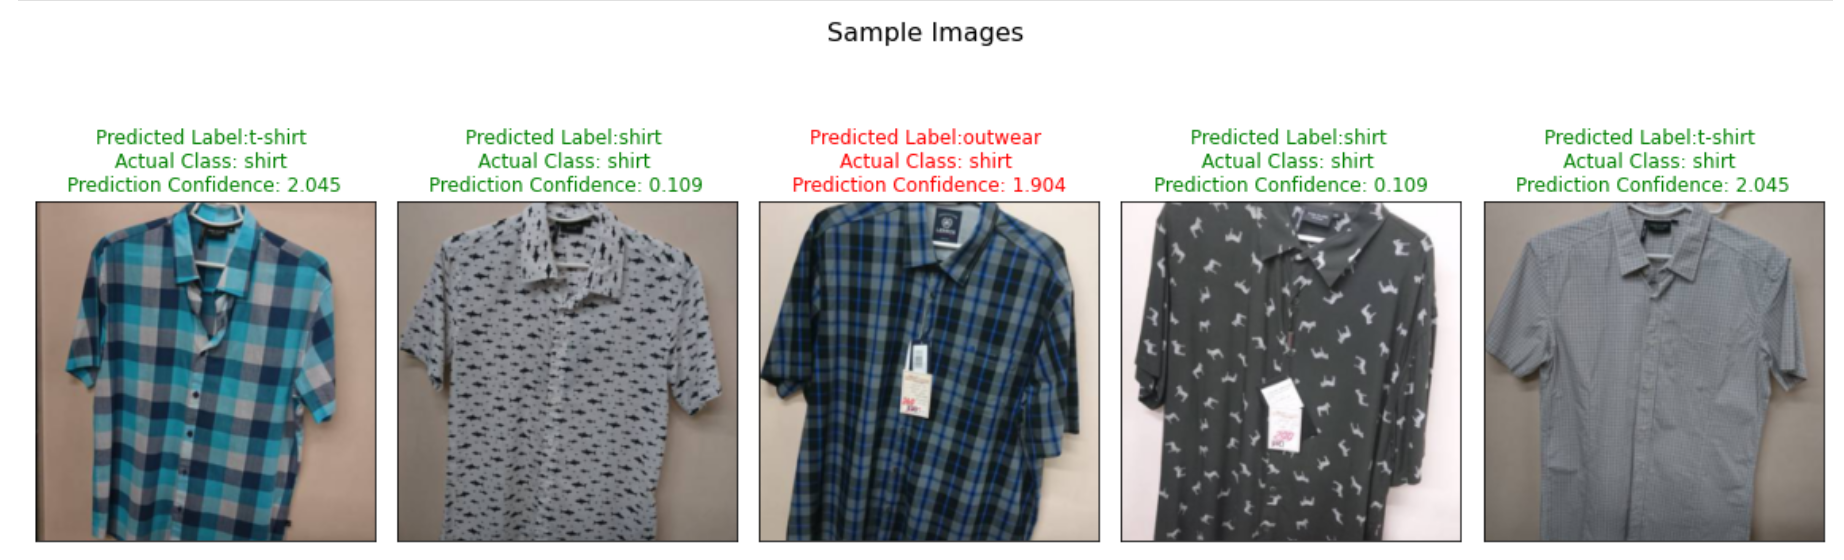 Sample Images
Predicted Label:t-shirt
Actual Class: shirt
Prediction Confidence: 2.045
Predicted Label:shirt
Actual Class: shirt
Prediction Confidence: 0.109
Predicted Label:outwear
Actual Class: shirt
Prediction Confidence: 1.904
Predicted Label:shirt
Actual Class: shirt
Prediction Confidence: 0.109
Predicted Label:t-shirt
Actual Class: shirt
Prediction Confidence: 2.045